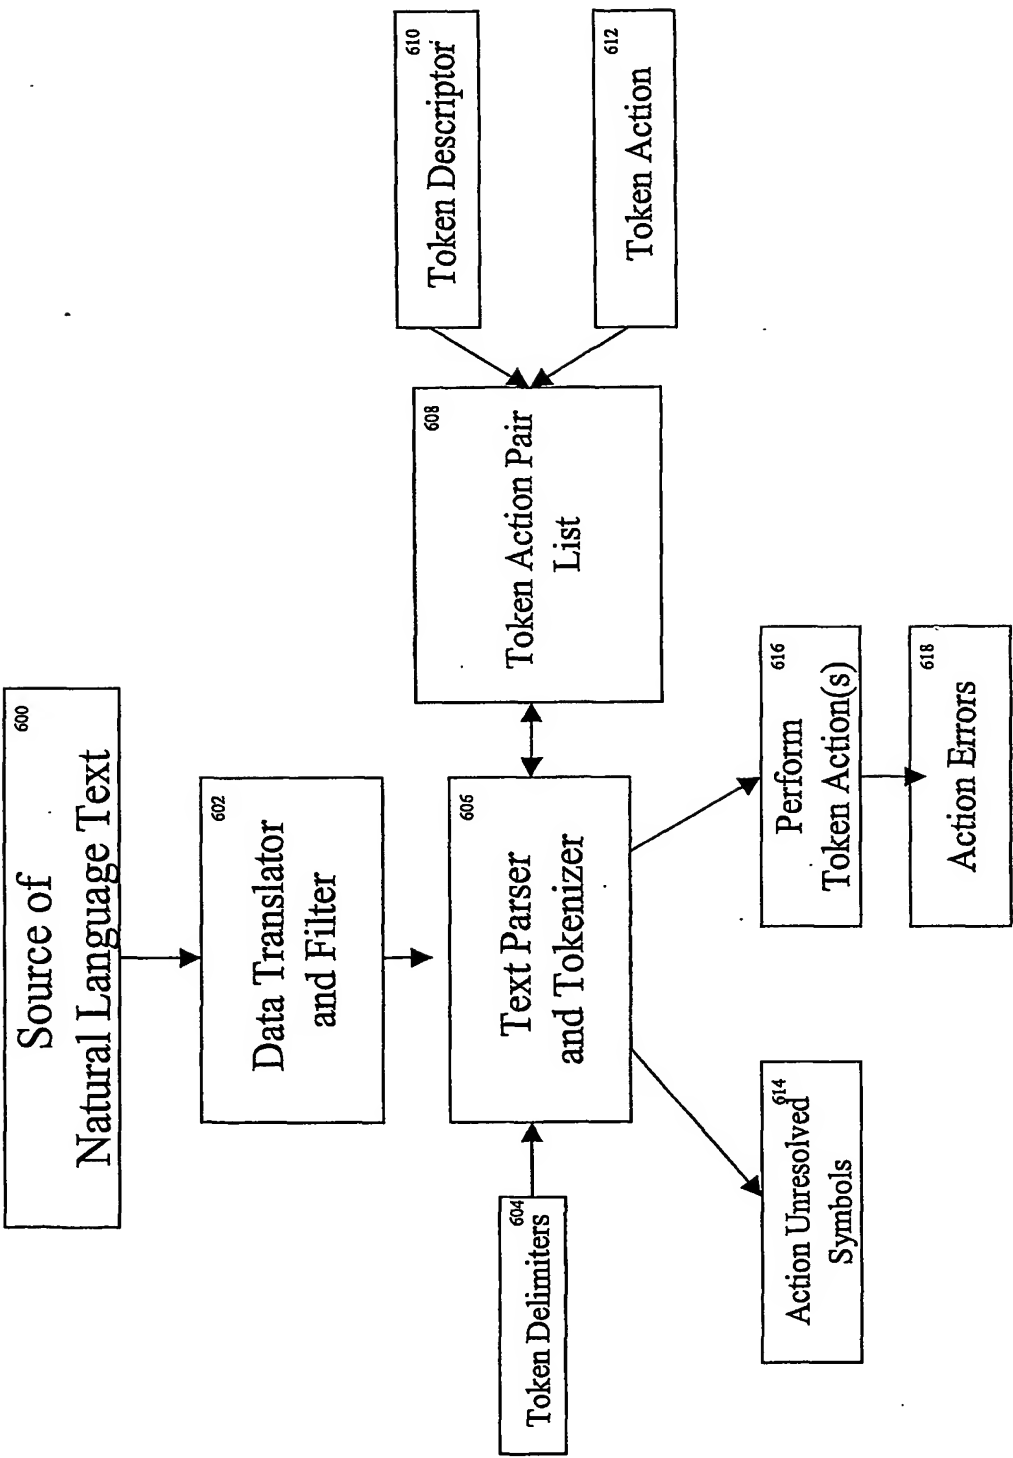 600
Source of
Natural Language Text
602
Data Translator
and Filter
604
Token Delimiters
606
Text Parser
and Tokenizer
608
Token Action Pair
List
610
Token Descriptor
612
Token Action
614
Action Unresolved
Symbols
616
Perform
Token Action(s)
618
Action Errors